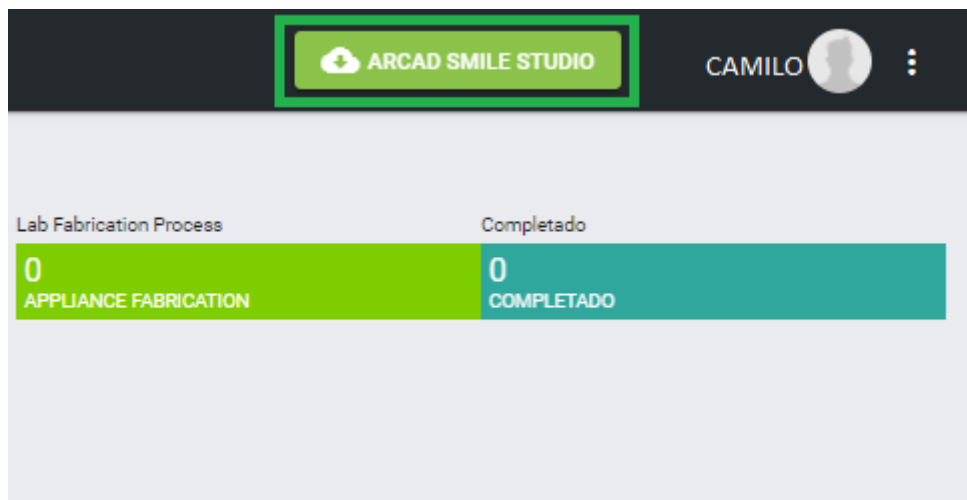 ARCAD SMILE STUDIO
CAMILO
Lab Fabrication Process
Completado
0
APPLIANCE FABRICATION
0
COMPLETADO